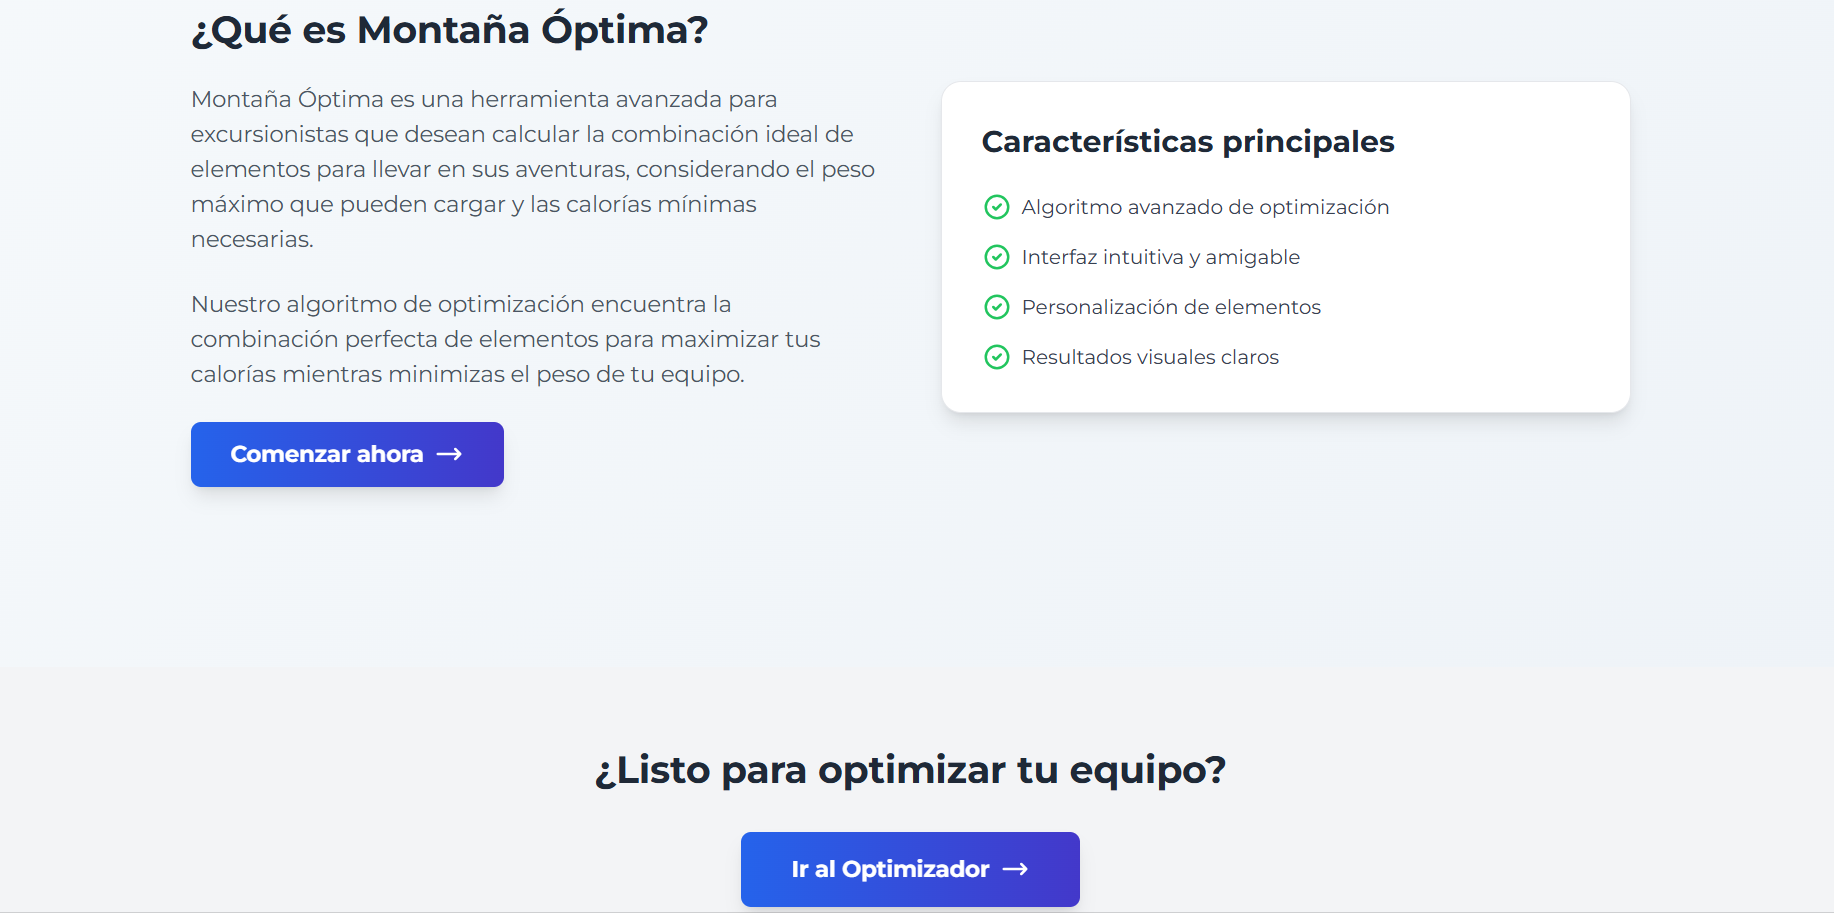 ¿Qué es Montaña Óptima?
Montaña Óptima es una herramienta avanzada para
excursionistas que desean calcular la combinación ideal de
elementos para llevar en sus aventuras, considerando el peso
máximo que pueden cargar y las calorías mínimas
necesarias.
Nuestro algoritmo de optimización encuentra la
combinación perfecta de elementos para maximizar tus
calorías mientras minimizas el peso de tu equipo.
Comenzar ahora
Características principales
Algoritmo avanzado de optimización
Interfaz intuitiva y amigable
Personalización de elementos
Resultados visuales claros
¿Listo para optimizar tu equipo?
Ir al Optimizador